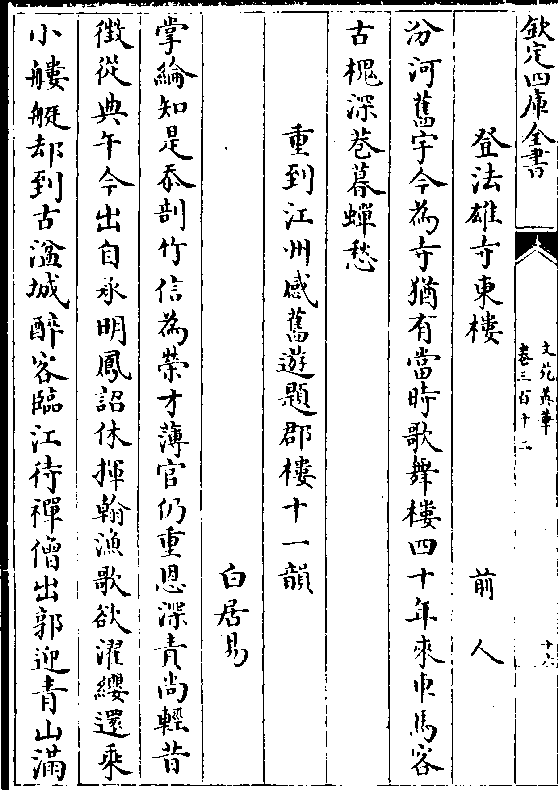 欽定四庫全書
文苑英華
卷三百十二
十六
登法雄寺東樓　前人
汾河舊宇今為寺猶有當時歌舞樓四十年來車馬客
古槐深巷暮蟬愁
重到江州感舊遊題郡樓十一韻
白居易
掌綸知是忝剖竹信為榮才薄官仍重恩深責尚輕昔
徴從典午今出自承明鳳詔休揮翰漁歌欲濯纓還乗
小艛艇却到古湓城醉客臨江待禪僧出郭迎青山滿